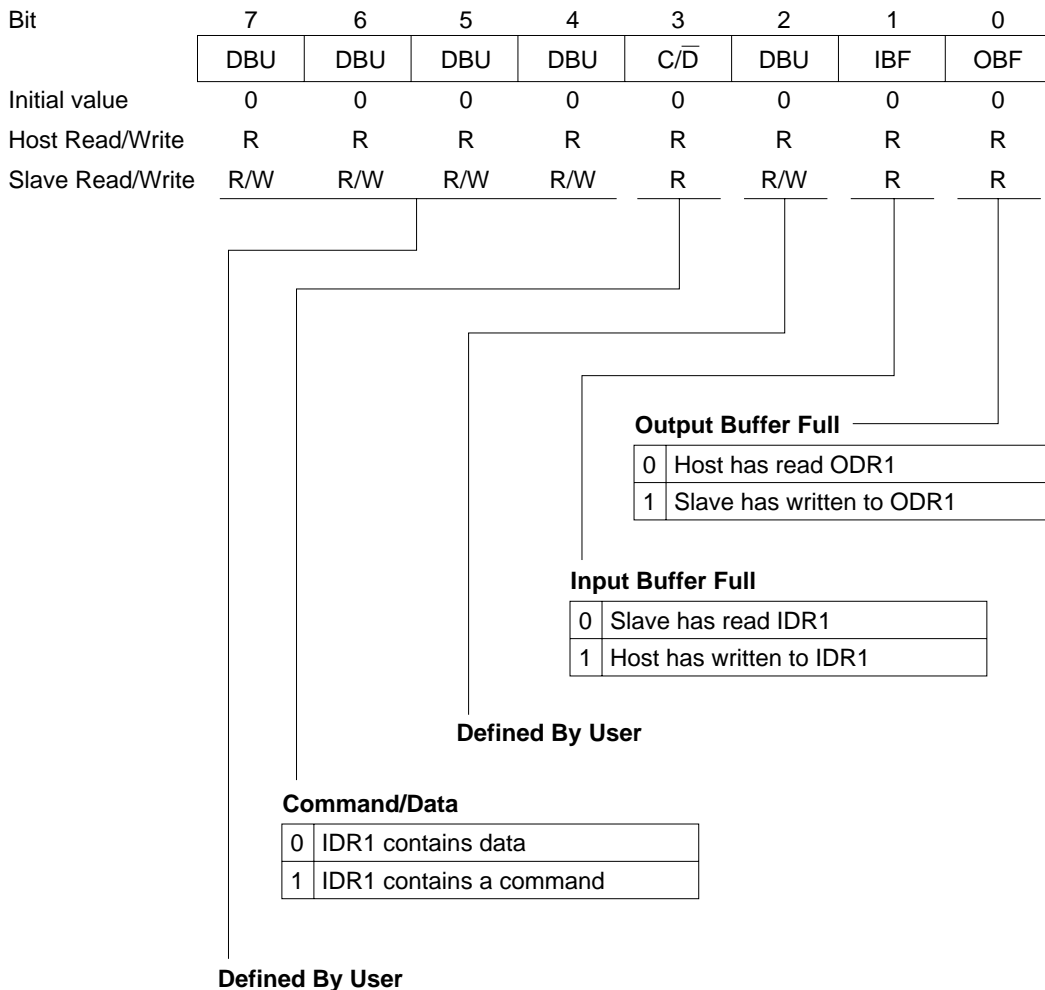 Bit 7 6 5 4 3 2 1 0
DBU DBU DBU DBU C/D̅ DBU IBF OBF
Initial value 0 0 0 0 0 0 0 0
Host Read/Write R R R R R R R R
Slave Read/Write R/W R/W R/W R/W R R/W R R
Output Buffer Full
0 Host has read ODR1
1 Slave has written to ODR1
Input Buffer Full
0 Slave has read IDR1
1 Host has written to IDR1
Defined By User
Command/Data
0 IDR1 contains data
1 IDR1 contains a command
Defined By User